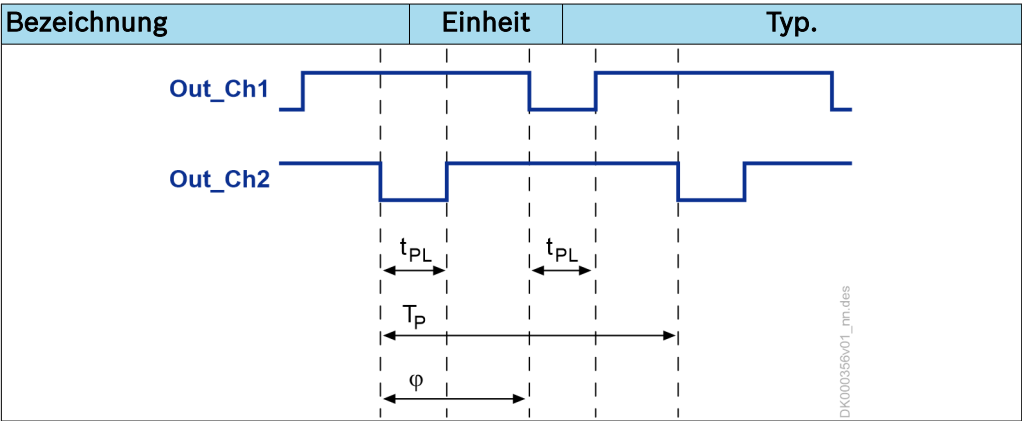 Bezeichnung Einheit Typ.
Out_Ch1
Out_Ch2
tPL tPL
TP
φ
DK000356v01_nn.des